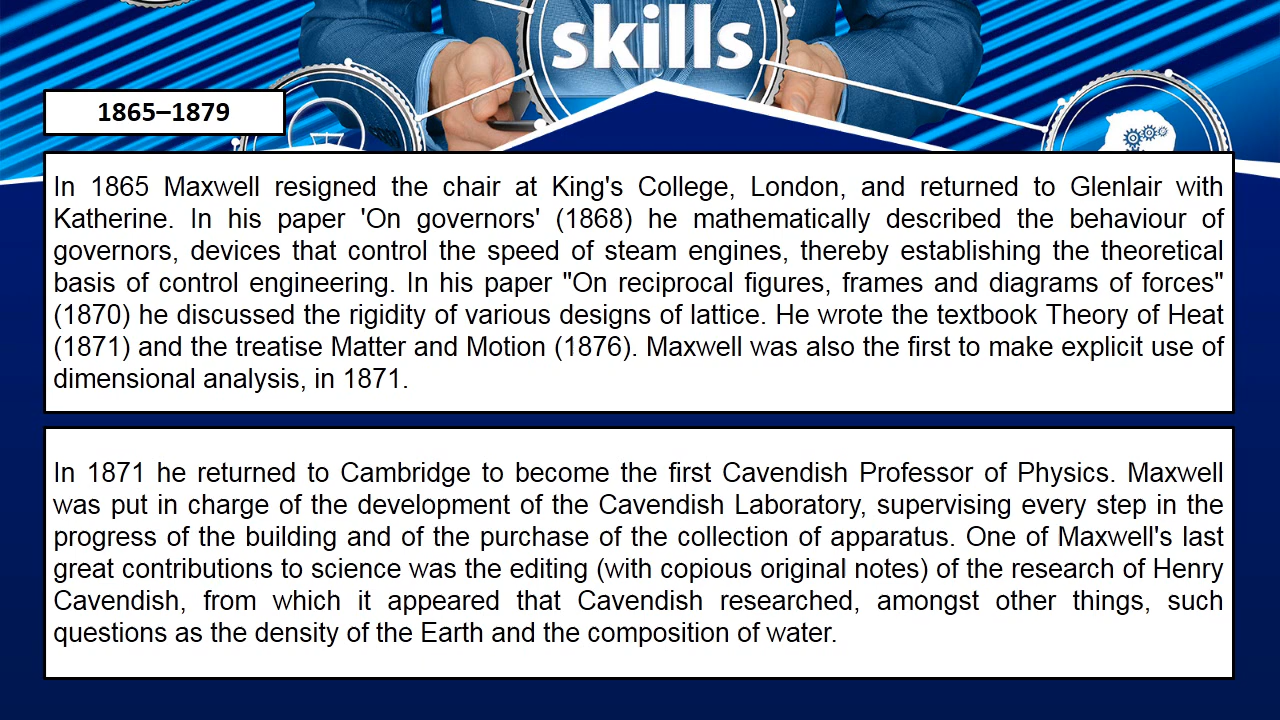 skills
1865–1879
In 1865 Maxwell resigned the chair at King's College, London, and returned to Glenlair with
Katherine. In his paper 'On governors' (1868) he mathematically described the behaviour of
governors, devices that control the speed of steam engines, thereby establishing the theoretical
basis of control engineering. In his paper "On reciprocal figures, frames and diagrams of forces"
(1870) he discussed the rigidity of various designs of lattice. He wrote the textbook Theory of Heat
(1871) and the treatise Matter and Motion (1876). Maxwell was also the first to make explicit use of
dimensional analysis, in 1871.
In 1871 he returned to Cambridge to become the first Cavendish Professor of Physics. Maxwell
was put in charge of the development of the Cavendish Laboratory, supervising every step in the
progress of the building and of the purchase of the collection of apparatus. One of Maxwell's last
great contributions to science was the editing (with copious original notes) of the research of Henry
Cavendish, from which it appeared that Cavendish researched, amongst other things, such
questions as the density of the Earth and the composition of water.